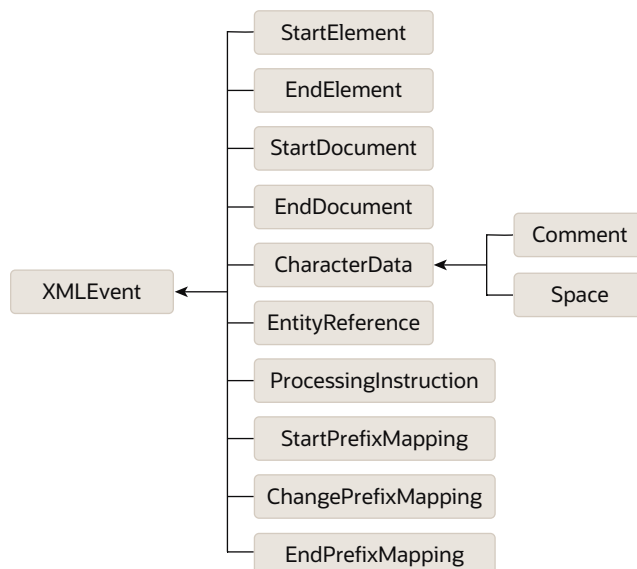 StartElement
EndElement
StartDocument
EndDocument
Comment
CharacterData
XMLEvent
Space
EntityReference
ProcessingInstruction
StartPrefixMapping
ChangePrefixMapping
EndPrefixMapping